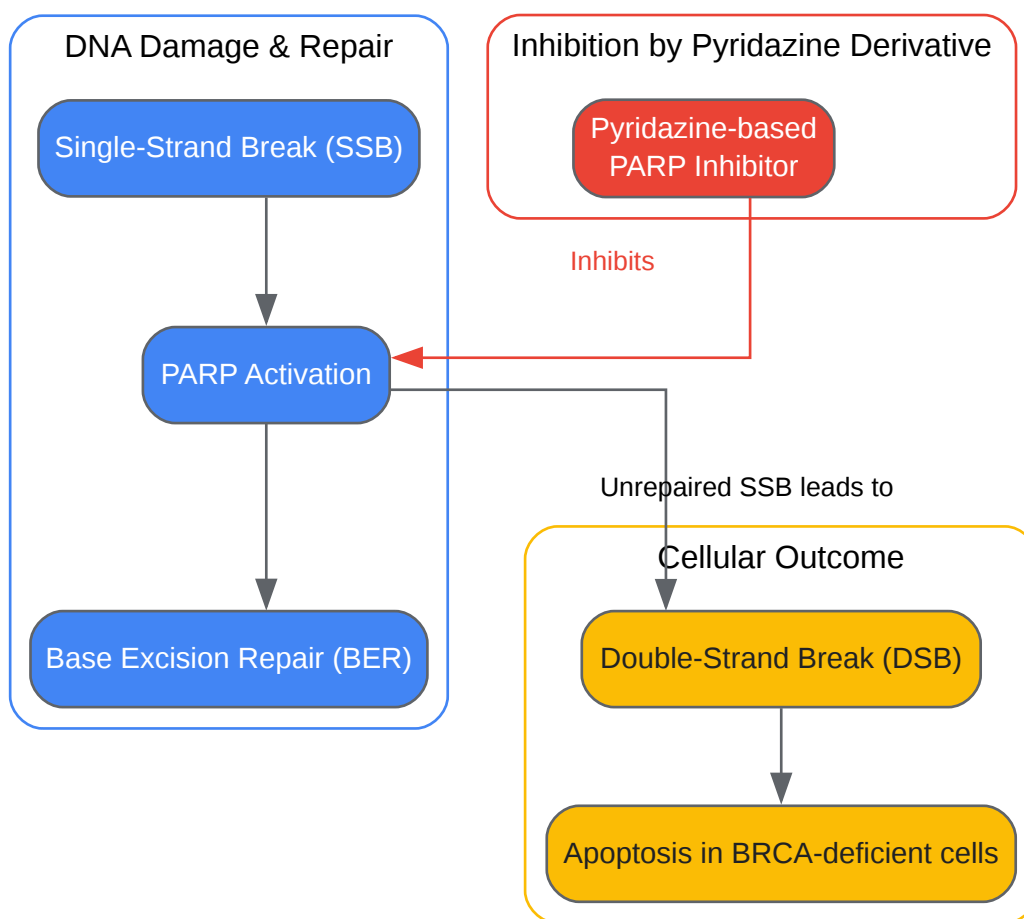 DNA Damage & Repair
Single-Strand Break (SSB)
PARP Activation
Base Excision Repair (BER)
Inhibition by Pyridazine Derivative
Pyridazine-based
PARP Inhibitor
Inhibits
Unrepaired SSB leads to
Cellular Outcome
Double-Strand Break (DSB)
Apoptosis in BRCA-deficient cells